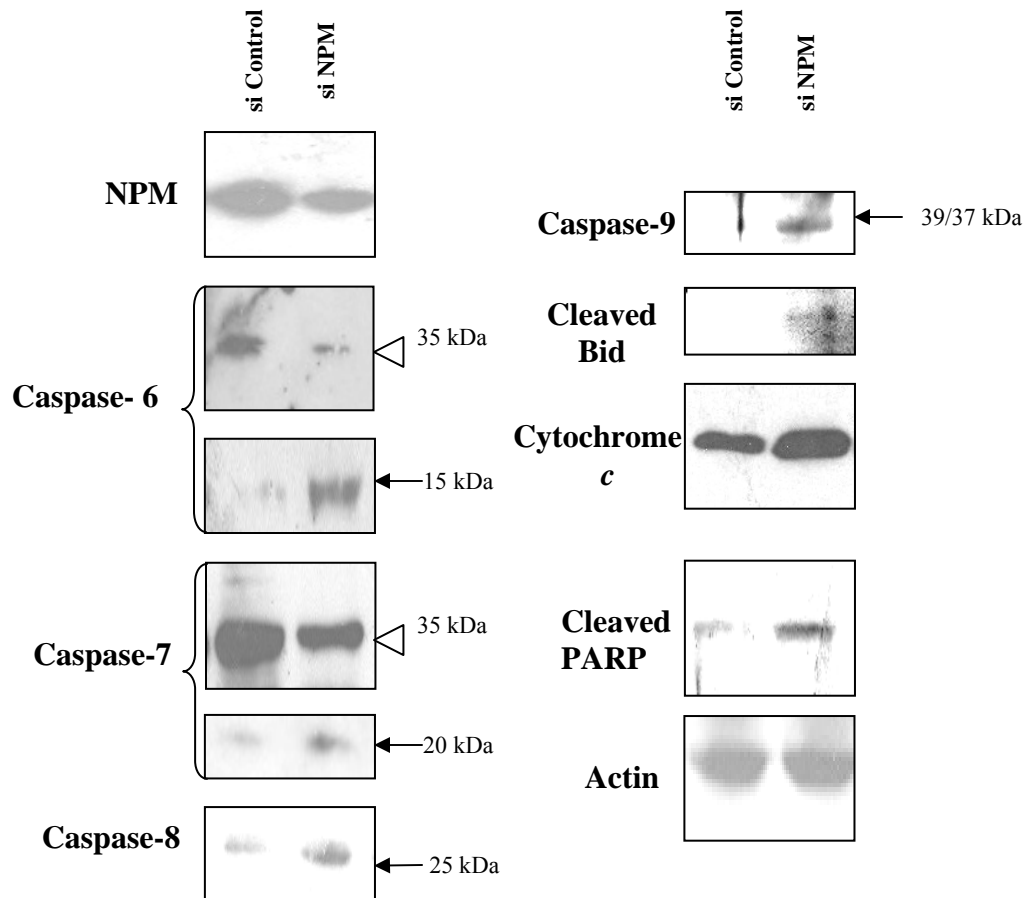 si Control
si NPM
NPM
Caspase- 6
35 kDa
15 kDa
Caspase-7
35 kDa
20 kDa
Caspase-8
25 kDa
si Control
si NPM
Caspase-9
39/37 kDa
Cleaved
Bid
Cytochrome
c
Cleaved
PARP
Actin